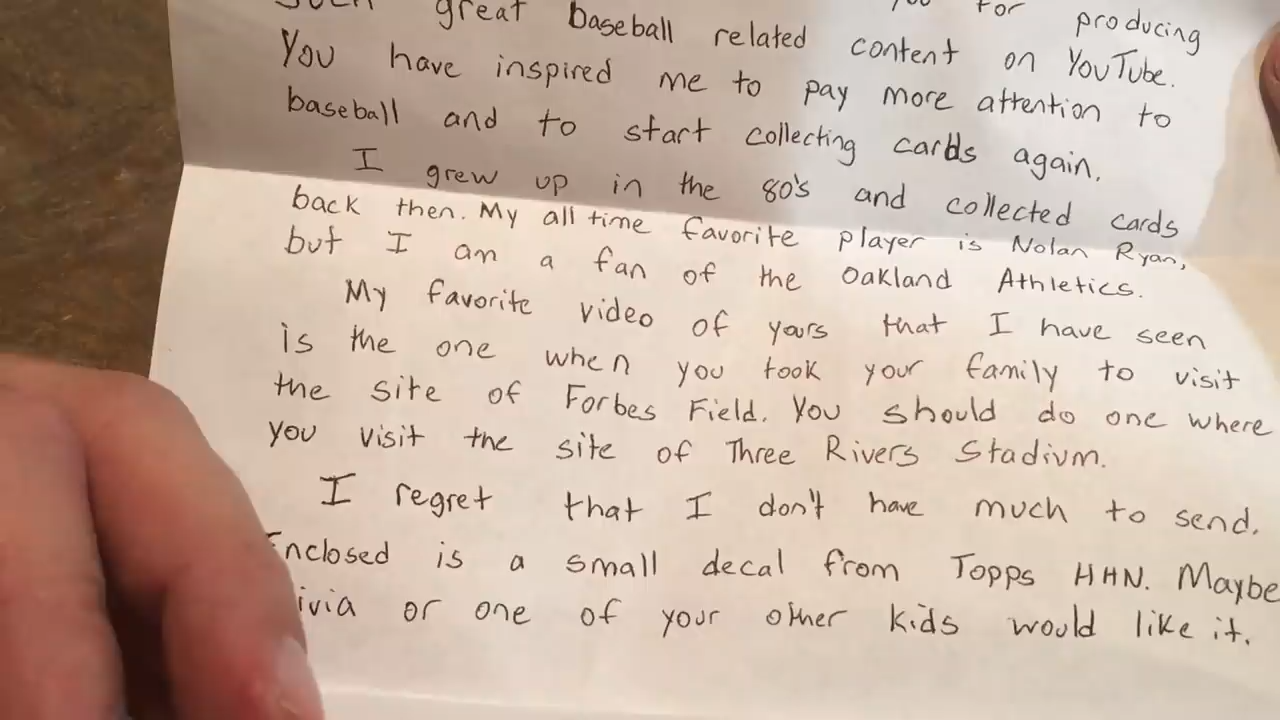 such great baseball related you for producing
content on YouTube.
You have inspired me to pay more attention to
baseball and to start collecting cards again.
I grew up in the 80's and collected cards
back then. My all time favorite player is Nolan Ryan,
but I am a fan of the Oakland Athletics.
My favorite video of yours that I have seen
is the one when you took your family to visit
the site of Forbes Field. You should do one where
you visit the site of Three Rivers Stadium.
I regret that I don't have much to send.
Enclosed is a small decal from Topps HHN. Maybe
or one of your other kids would like it.